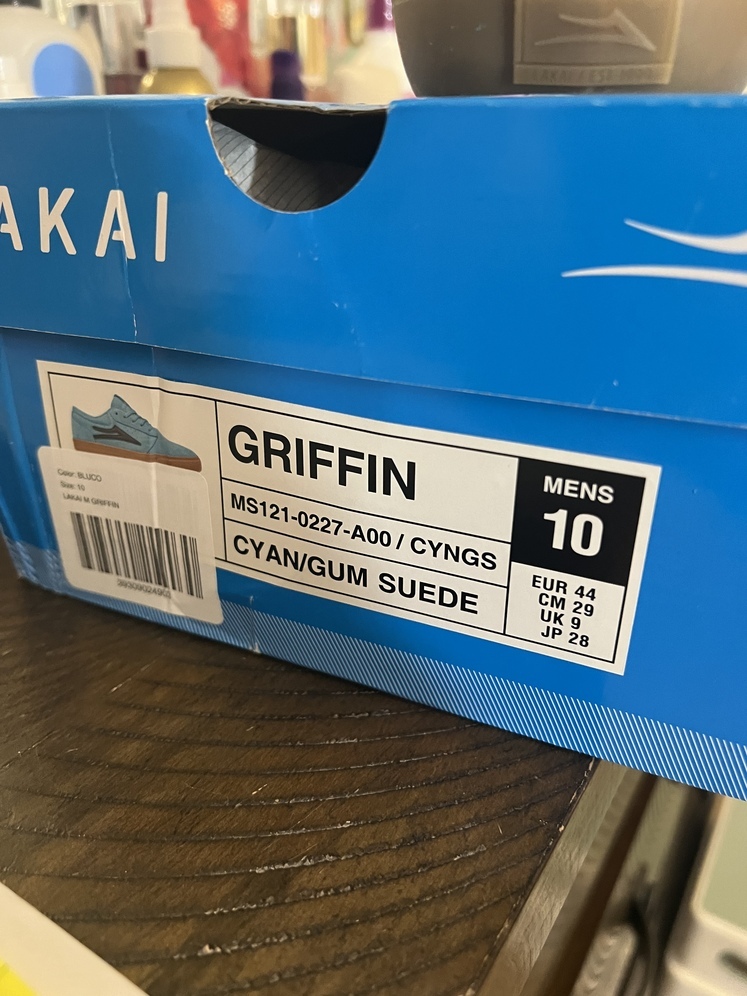 AKAI
Color: BLUCO
Size: 10
LAKAI M GRIFFIN
GRIFFIN
MS121-0227-A00 / CYNGS
CYAN/GUM SUEDE
MENS
10
EUR 44
CM 29
UK 9
JP 28